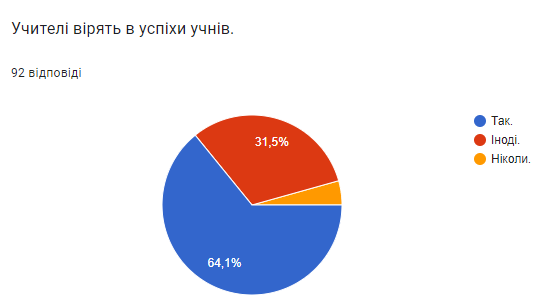 Учителі вірять в успіхи учнів.
92 відповіді
Так.
Іноді.
Ніколи.
31,5%
64,1%